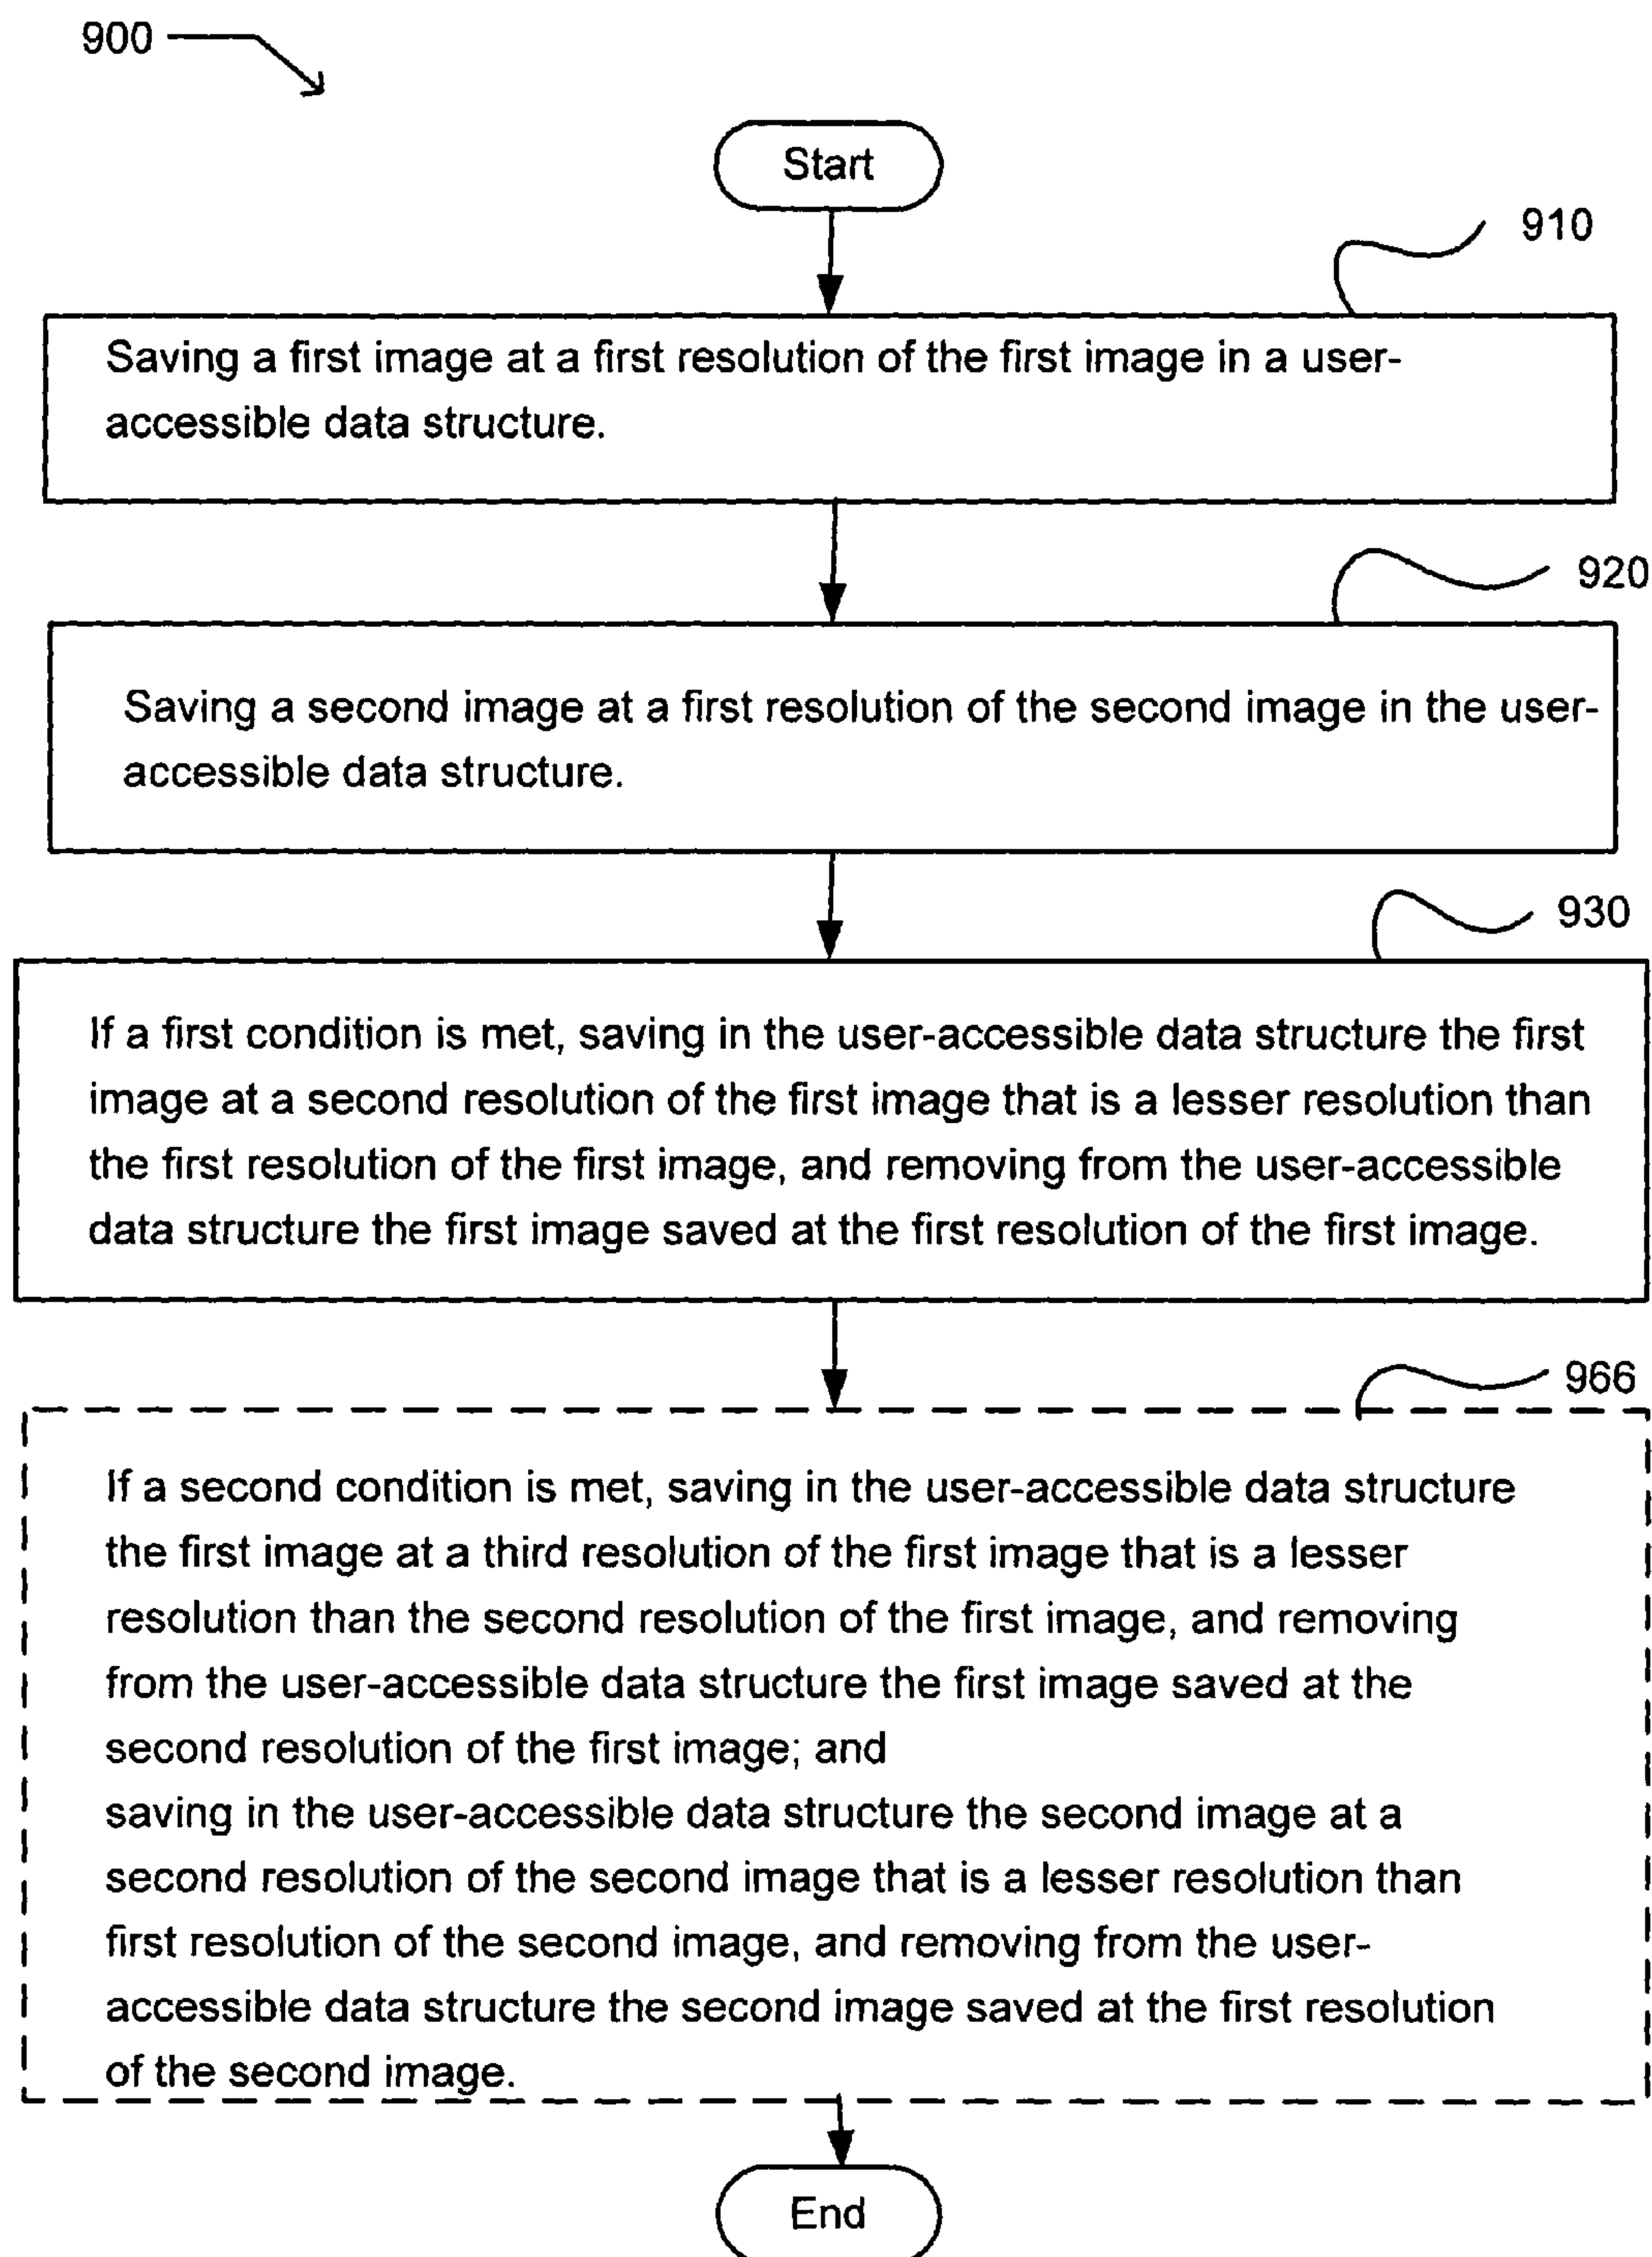 900
Start
910
Saving a first image at a first resolution of the first image in a user-
accessible data structure.
920
Saving a second image at a first resolution of the second image in the user-
accessible data structure.
930
If a first condition is met, saving in the user-accessible data structure the first
image at a second resolution of the first image that is a lesser resolution than
the first resolution of the first image, and removing from the user-accessible
data structure the first image saved at the first resolution of the first image.
966
If a second condition is met, saving in the user-accessible data structure
the first image at a third resolution of the first image that is a lesser
resolution than the second resolution of the first image, and removing
from the user-accessible data structure the first image saved at the
second resolution of the first image; and
saving in the user-accessible data structure the second image at a
second resolution of the second image that is a lesser resolution than
first resolution of the second image, and removing from the user-
accessible data structure the second image saved at the first resolution
of the second image.
End